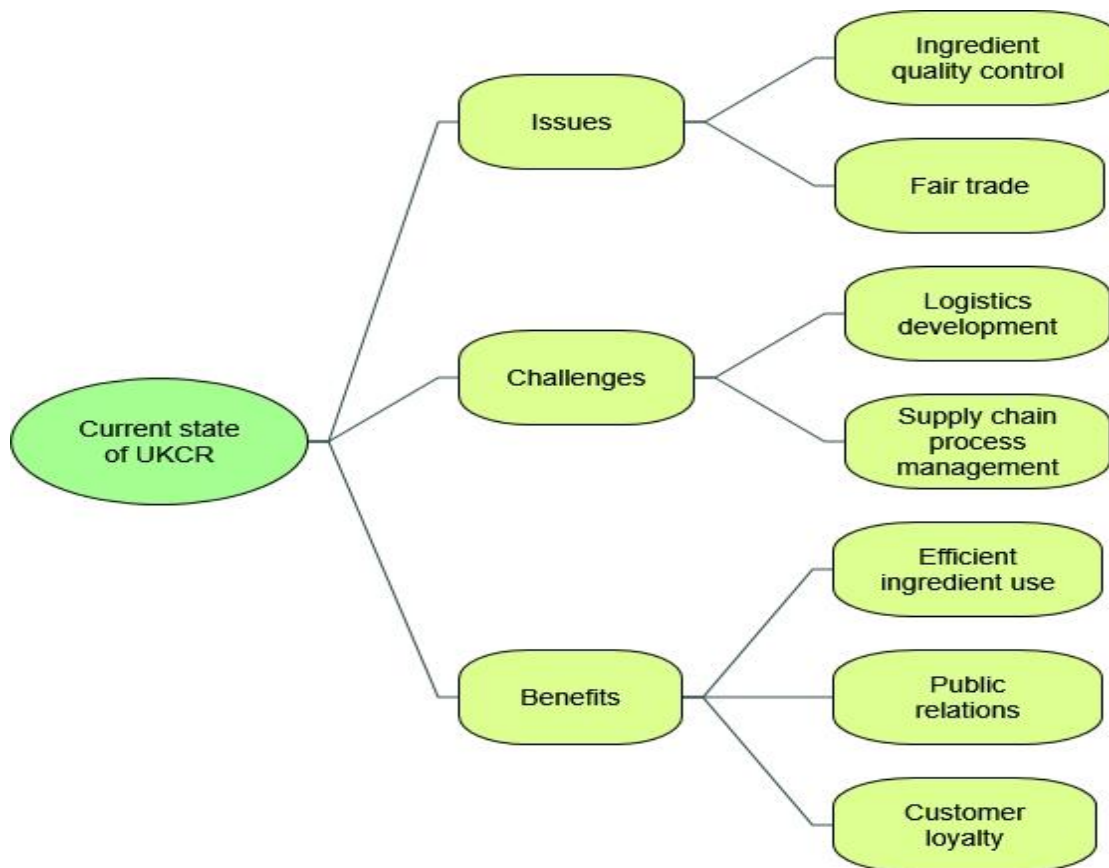 Ingredient
quality control
Issues
Fair trade
Logistics
development
Challenges
Supply chain
process
management
Current state
of UKCR
Efficient
ingredient use
Benefits
Public
relations
Customer
loyalty